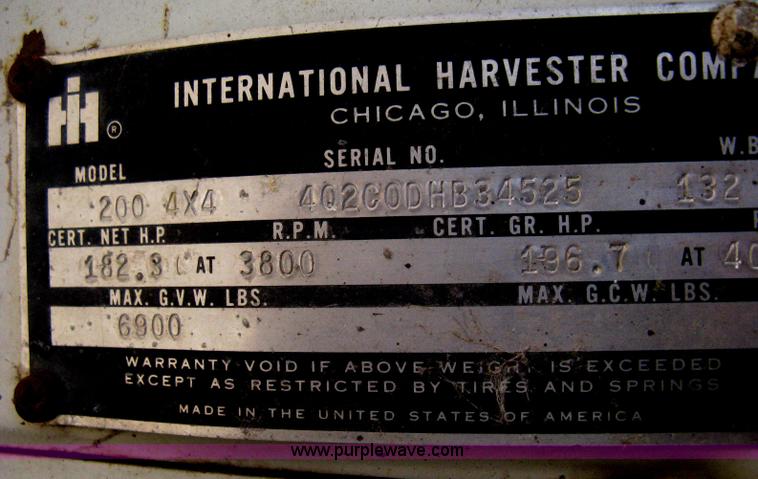 IH ®
INTERNATIONAL HARVESTER COMPA
CHICAGO, ILLINOIS
MODEL SERIAL NO. W.B
200 4X4 4Q2C0DHB34525 132
CERT. NET H.P. R.P.M. CERT. GR. H.P.
182.3 AT 3800 196.7 AT 40
MAX. G.V.W. LBS. MAX. G.C.W. LBS.
6900
WARRANTY VOID IF ABOVE WEIGHT IS EXCEEDED
EXCEPT AS RESTRICTED BY TIRES AND SPRINGS
MADE IN THE UNITED STATES OF AMERICA
www.purplewave.com